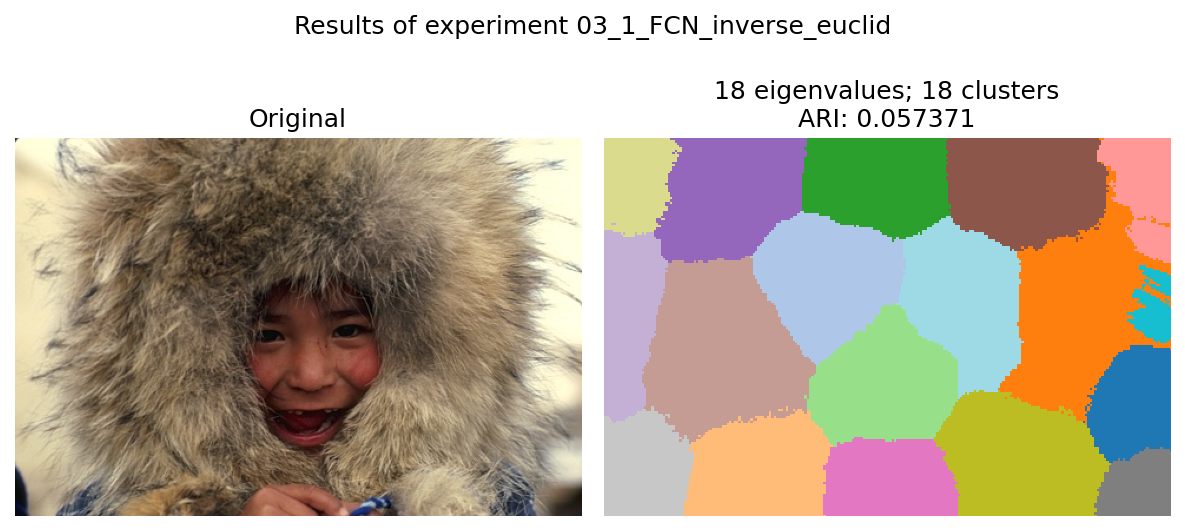 Results of experiment 03_1_FCN_inverse_euclid
Original
18 eigenvalues; 18 clusters
ARI: 0.057371